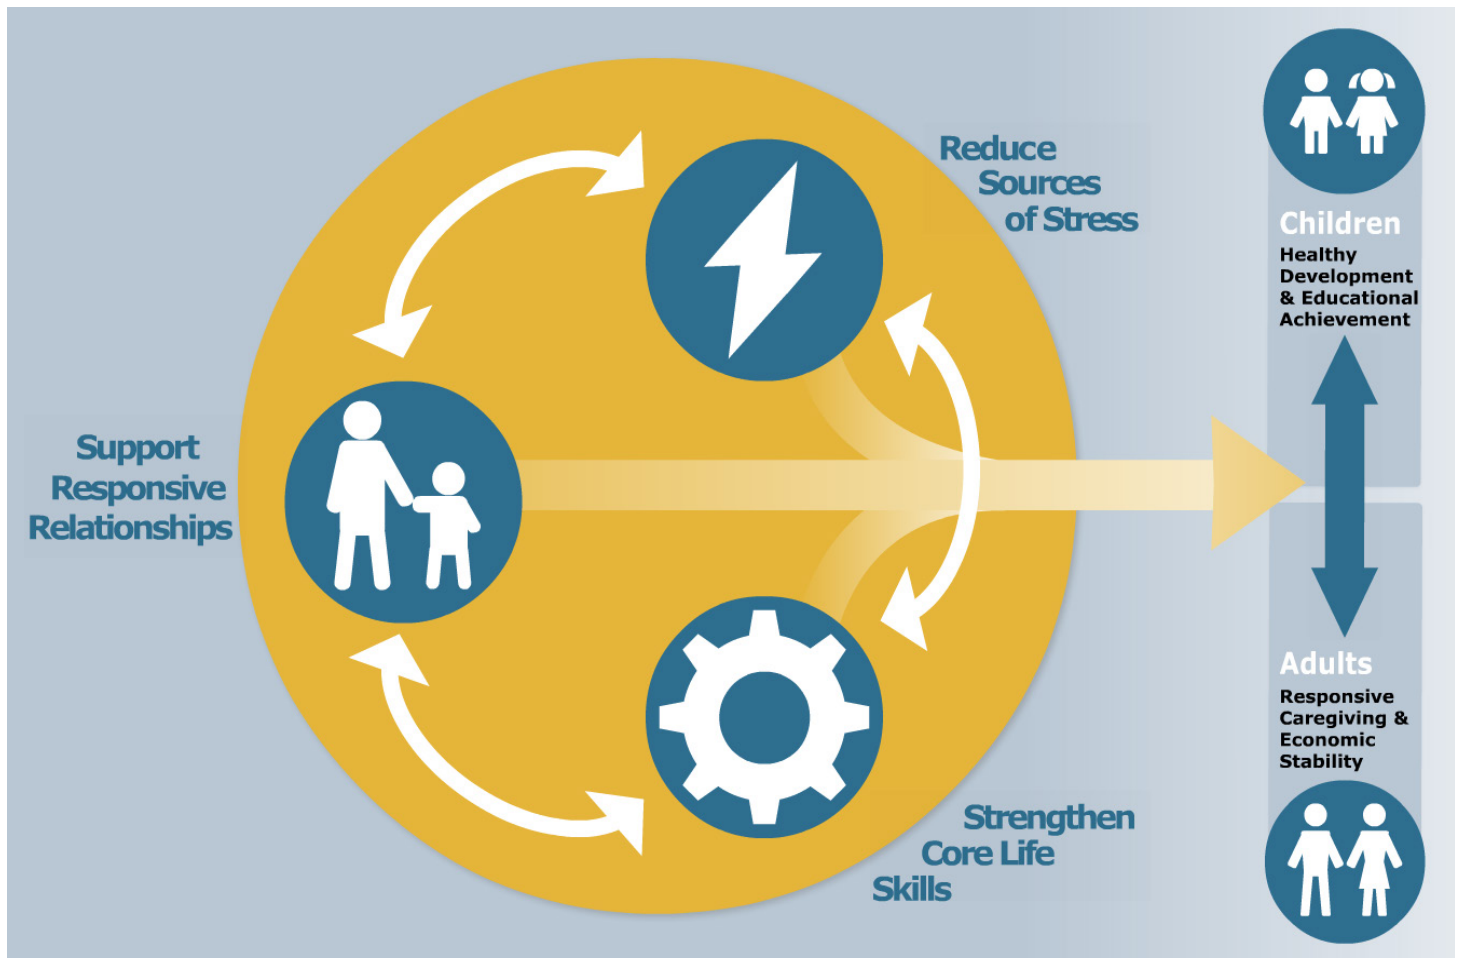 Reduce
Sources
of Stress
Support
Responsive
Relationships
Strengthen
Core Life
Skills
Children
Healthy
Development
& Educational
Achievement
Adults
Responsive
Caregiving &
Economic
Stability